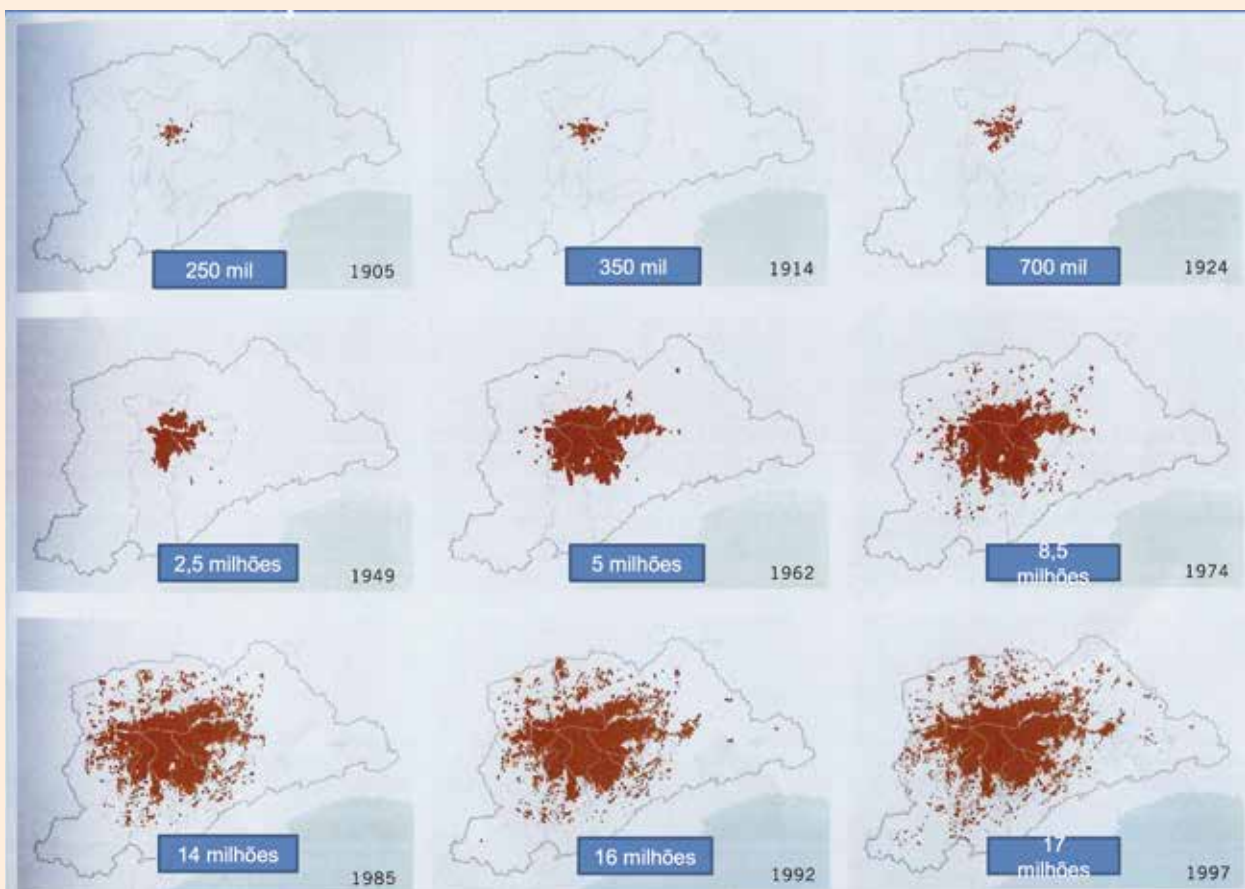 250 mil
1905
350 mil
1914
700 mil
1924
2,5 milhões
1949
5 milhões
1962
8,5
milhões
1974
14 milhões
1985
16 milhões
1992
17
milhões
1997